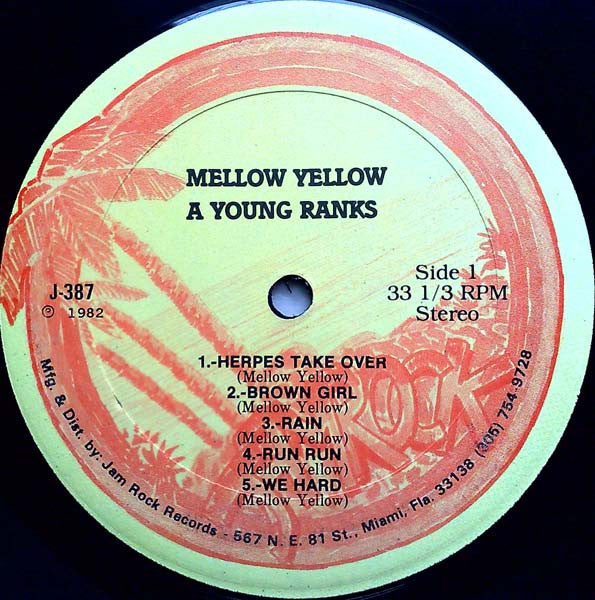 MELLOW YELLOW
A YOUNG RANKS
J-387
℗ 1982
Side 1
33 1/3 RPM
Stereo
1.-HERPES TAKE OVER
(Mellow Yellow)
2.-BROWN GIRL
(Mellow Yellow)
3.-RAIN
(Mellow Yellow)
4.-RUN RUN
(Mellow Yellow)
5.-WE HARD
(Mellow Yellow)
ROCK
Mfg. & Dist. by: Jam Rock Records - 567 N. E. 81 St., Miami, Fla. 33138 (305) 754-9728